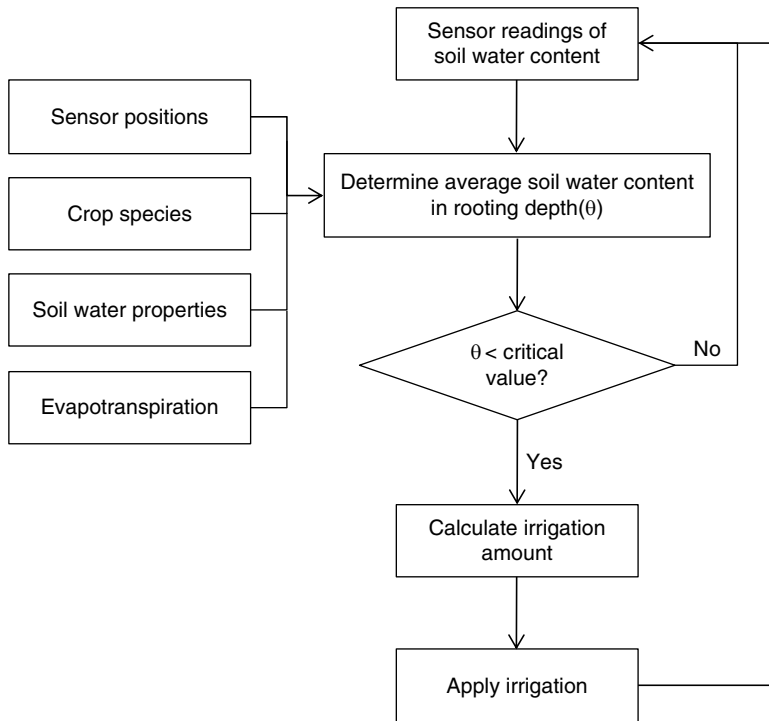 Sensor readings of
soil water content
Sensor positions
Determine average soil water content
in rooting depth(θ)
Crop species
Soil water properties
θ < critical
value?
No
Evapotranspiration
Yes
Calculate irrigation
amount
Apply irrigation